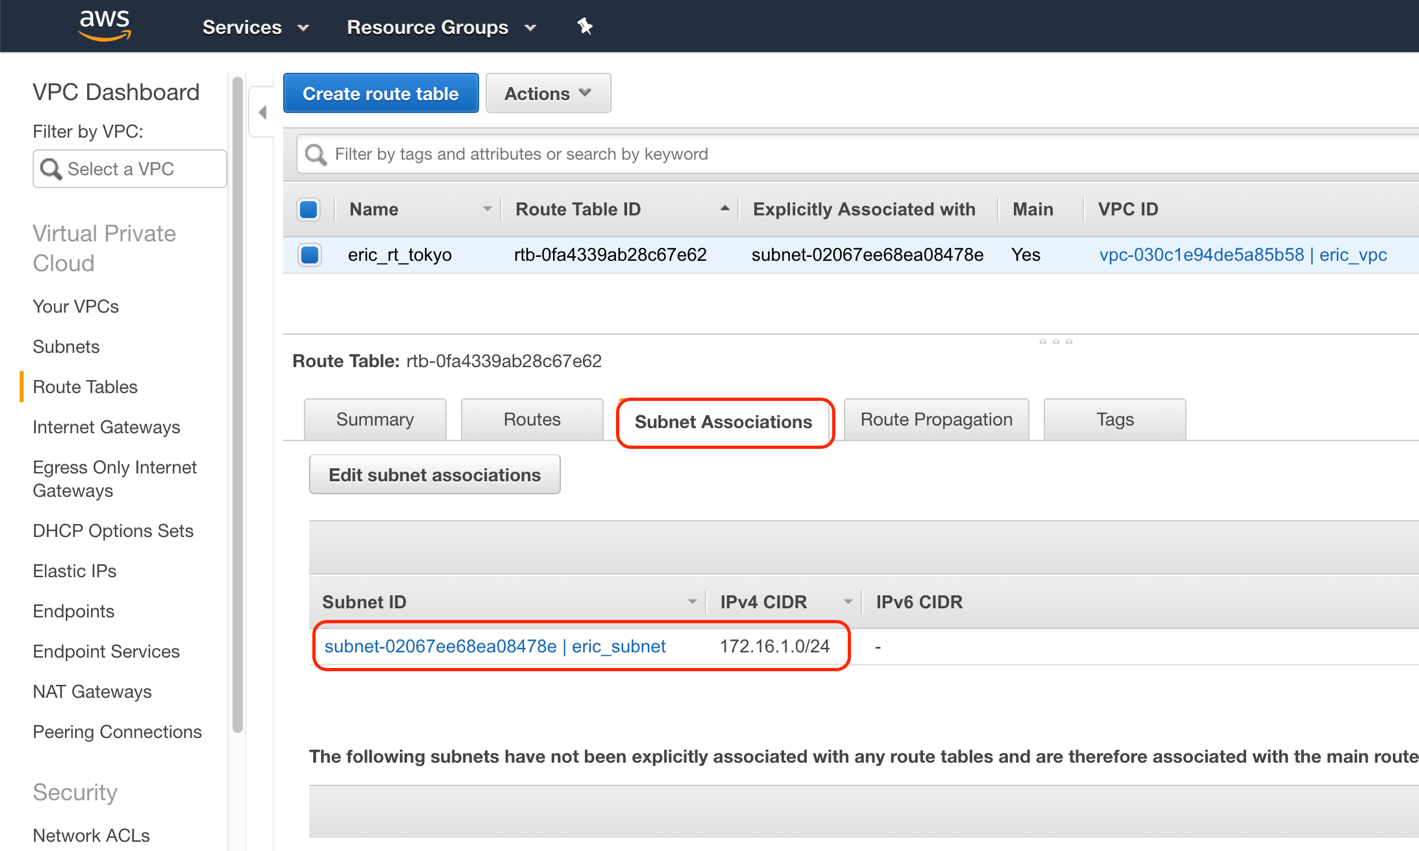 aws Services Resource Groups
VPC Dashboard
Filter by VPC:
Select a VPC
Virtual Private
Cloud
Your VPCs
Subnets
Route Tables
Internet Gateways
Egress Only Internet
Gateways
DHCP Options Sets
Elastic IPs
Endpoints
Endpoint Services
NAT Gateways
Peering Connections
Security
Network ACLs
Create route table Actions
Filter by tags and attributes or search by keyword
Name Route Table ID Explicitly Associated with Main VPC ID
eric_rt_tokyo rtb-0fa4339ab28c67e62 subnet-02067ee68ea08478e Yes vpc-030c1e94de5a85b58 | eric_vpc
Route Table: rtb-0fa4339ab28c67e62
Summary Routes Subnet Associations Route Propagation Tags
Edit subnet associations
Subnet ID IPv4 CIDR IPv6 CIDR
subnet-02067ee68ea08478e | eric_subnet 172.16.1.0/24 -
The following subnets have not been explicitly associated with any route tables and are therefore associated with the main route